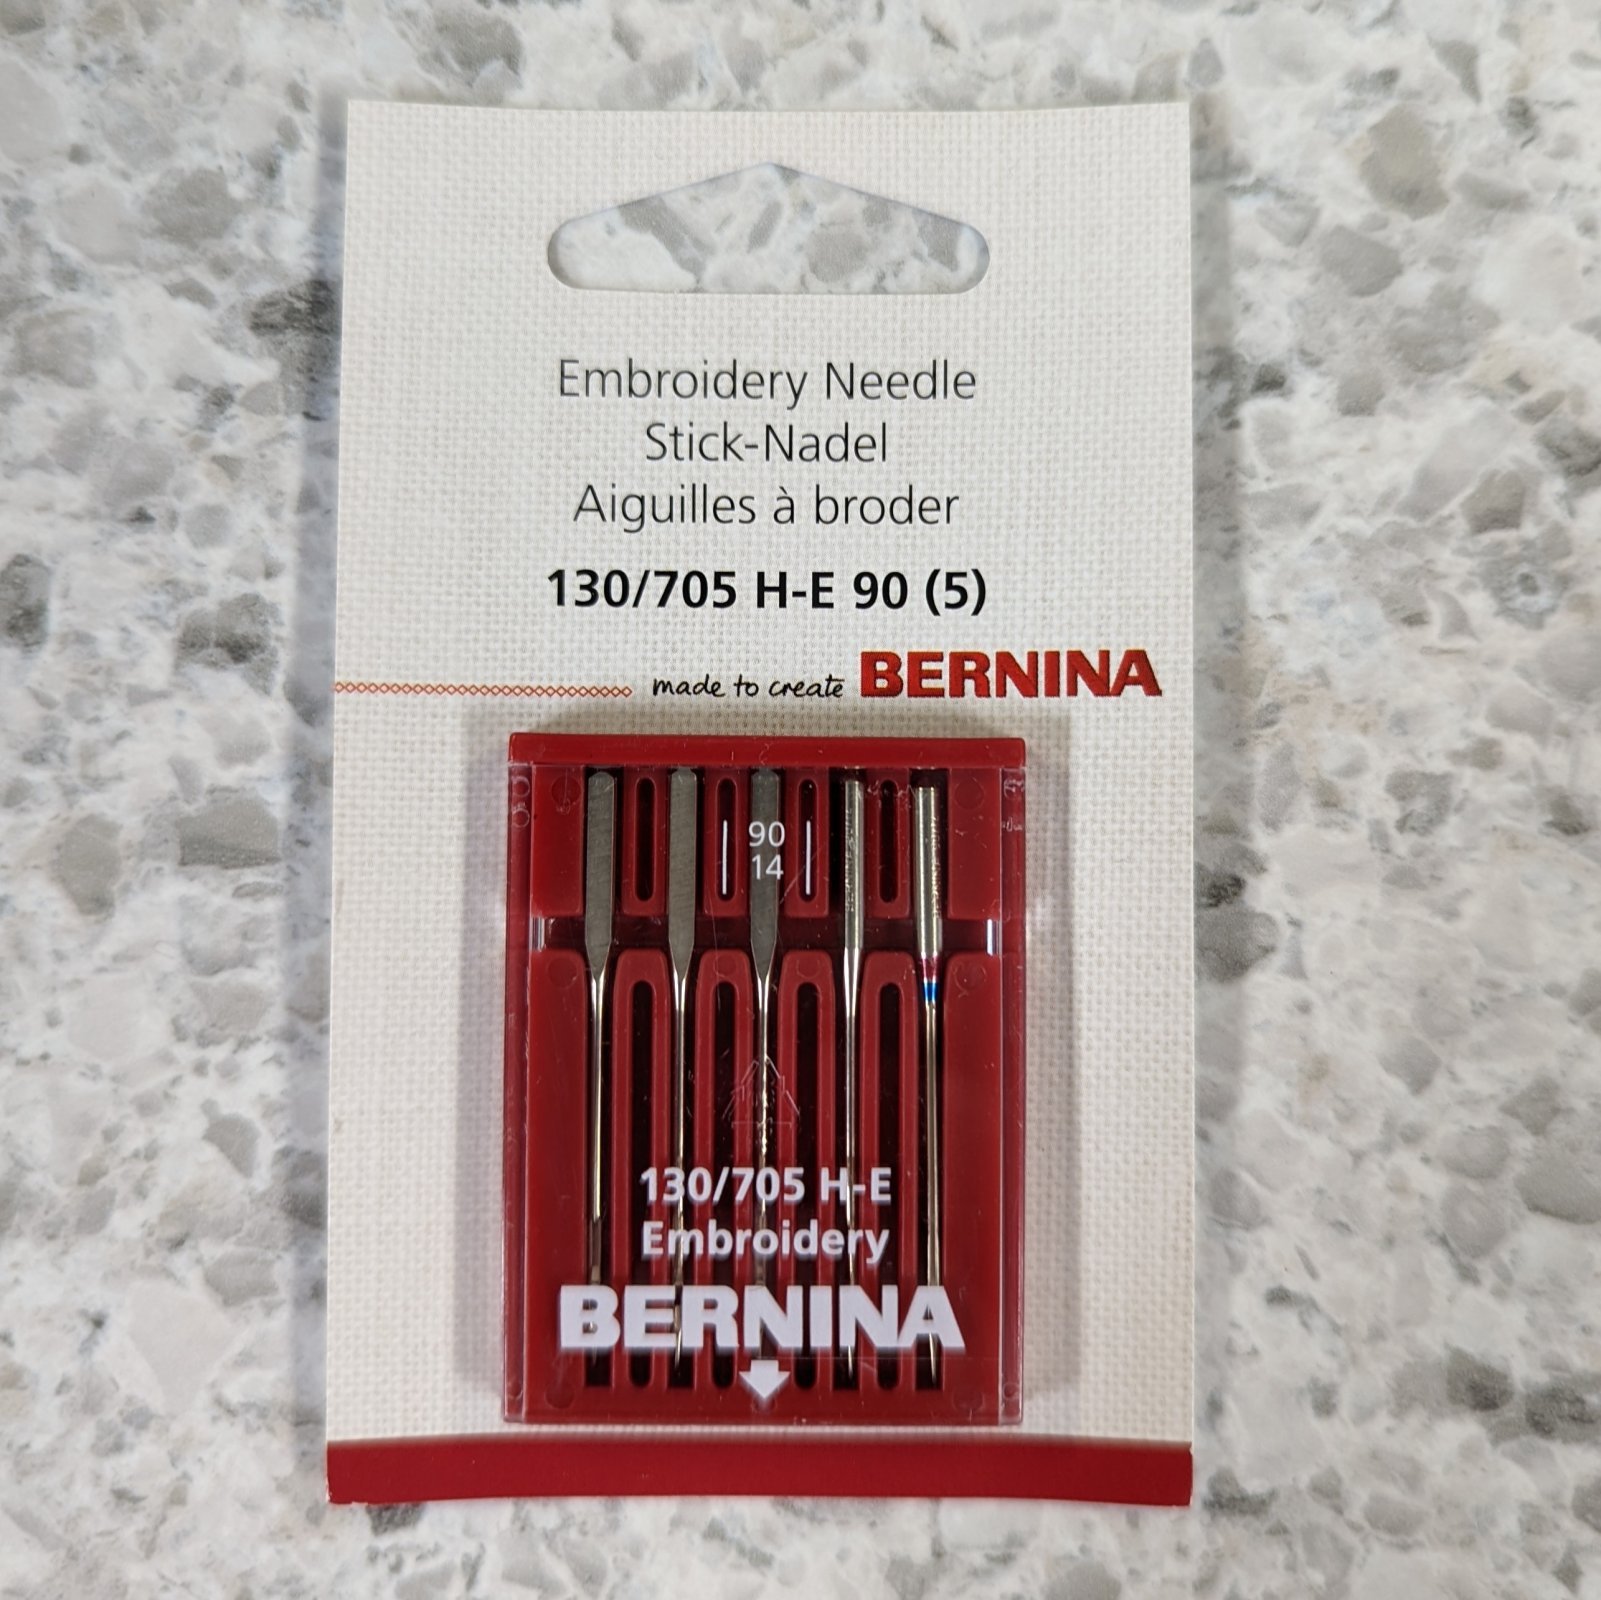 Embroidery Needle
Stick-Nadel
Aiguilles à broder
130/705 H-E 90 (5)
made to create BERNINA
90
14
130/705 H-E
Embroidery
BERNINA